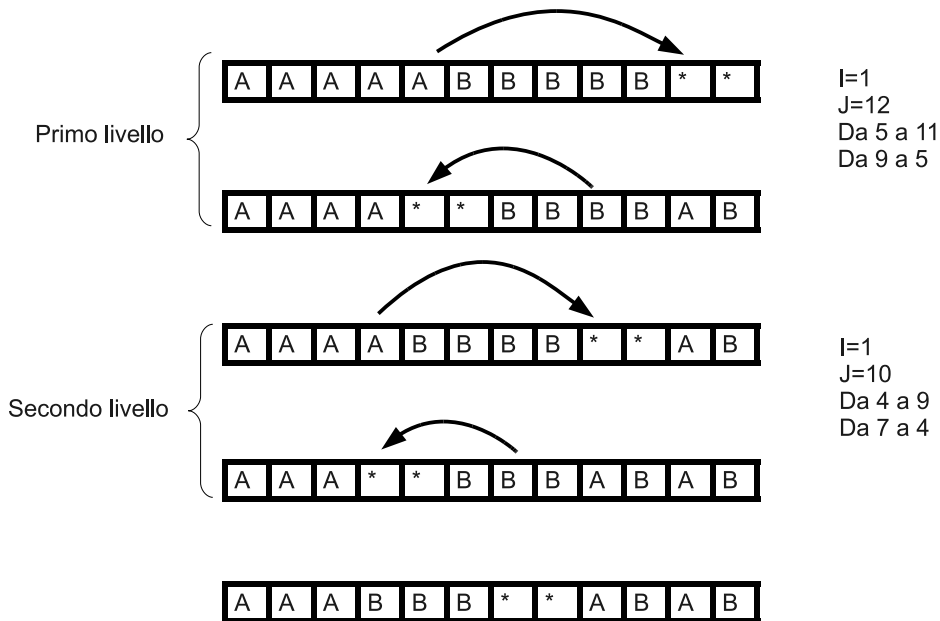 A A A A A B B B B B * *
Primo livello
I=1
J=12
Da 5 a 11
Da 9 a 5
A A A A * * B B B B A B
A A A A B B B B * * A B
Secondo livello
I=1
J=10
Da 4 a 9
Da 7 a 4
A A A * * B B B A B A B
A A A B B B * * A B A B